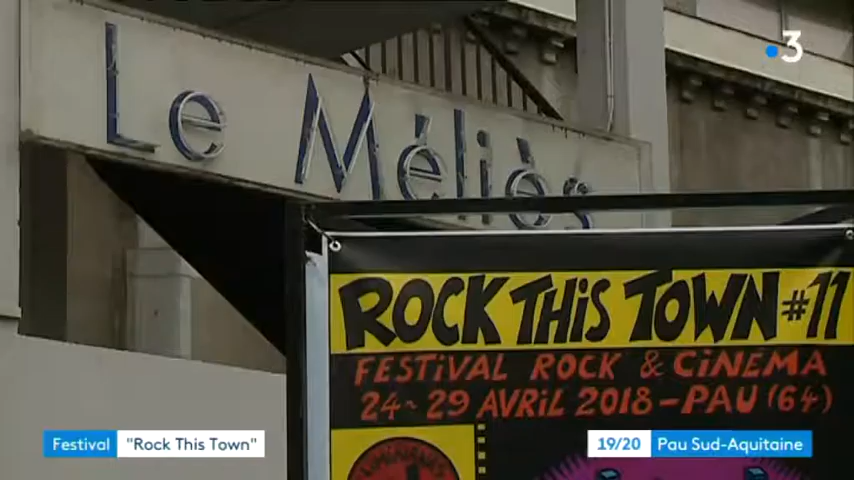 3
Le Méliès
ROCK THiS TOWN #11
FESTiVAL ROCK & CiNÉMA
24~29 AVRiL 2018-PAU (64)
Festival "Rock This Town"
19/20 Pau Sud-Aquitaine